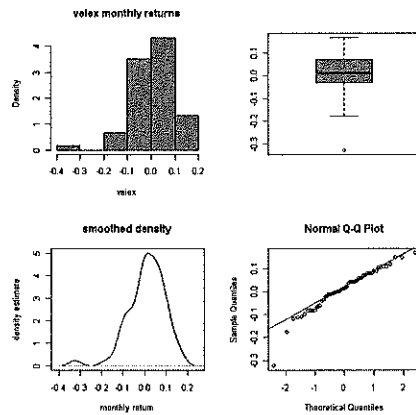 velex monthly returns
Density
0 1 2 3 4
-0.4 -0.3 -0.2 -0.1 0.0 0.1 0.2
velex
-0.3 -0.2 -0.1 0.0 0.1
smoothed density
density estimate
0 1 2 3 4 5
-0.4 -0.3 -0.2 -0.1 0.0 0.1 0.2
monthly return
Normal Q-Q Plot
Sample Quantiles
-0.3 -0.2 -0.1 0.0 0.1
-2 -1 0 1 2
Theoretical Quantiles